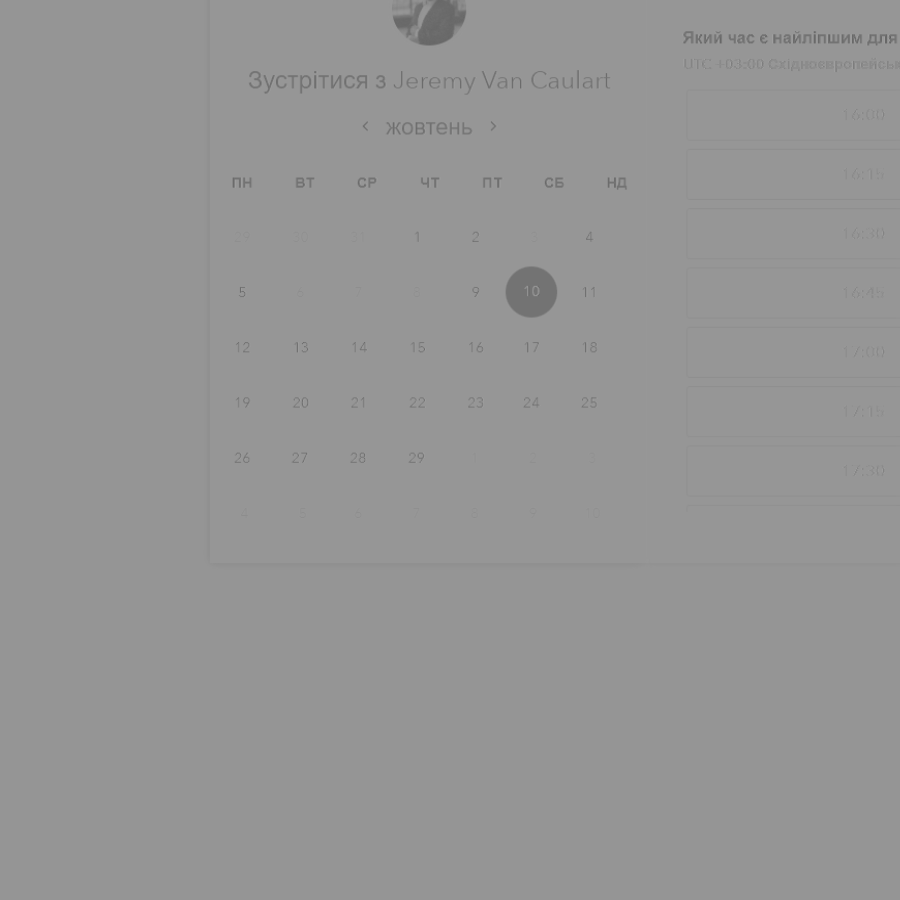 Зустрітися з Jeremy Van Caulart
жовтень
ПН ВТ СР ЧТ ПТ СБ НД
29 30 31 1 2 3 4
5 6 7 8 9 10 11
12 13 14 15 16 17 18
19 20 21 22 23 24 25
26 27 28 29 1 2 3
4 5 6 7 8 9 10
Який час є найліпшим для
UTC +03:00
16:00
16:15
16:30
16:45
17:00
17:15
17:30